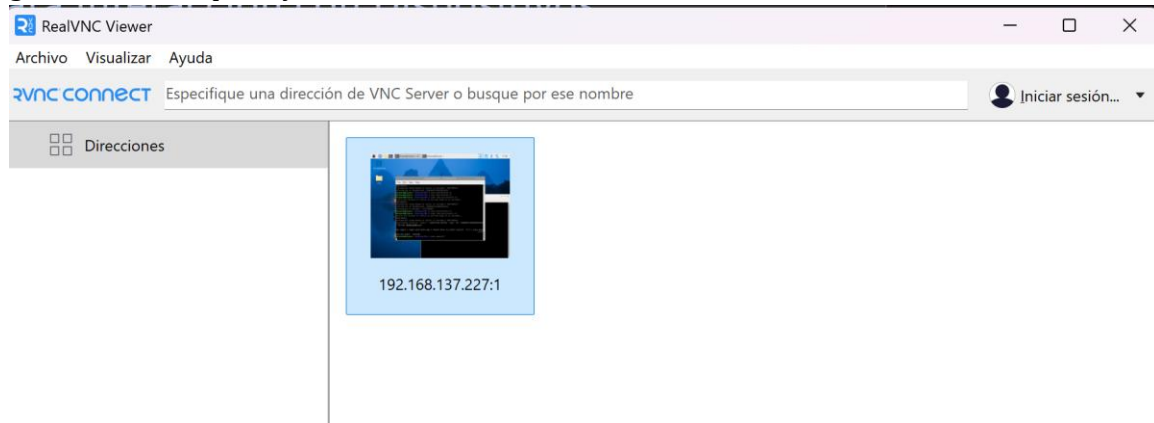 RealVNC Viewer
Archivo Visualizar Ayuda
RVNC CONNECT Especifique una dirección de VNC Server o busque por ese nombre Iniciar sesión...
Direcciones
192.168.137.227:1